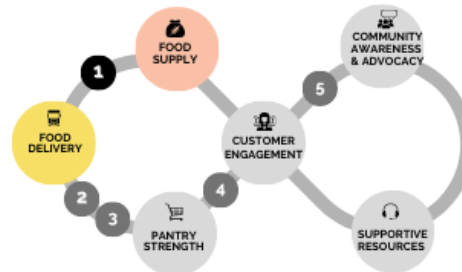 FOOD
SUPPLY
COMMUNITY
AWARENESS
& ADVOCACY
1
5
FOOD
DELIVERY
CUSTOMER
ENGAGEMENT
2
3
4
PANTRY
STRENGTH
SUPPORTIVE
RESOURCES